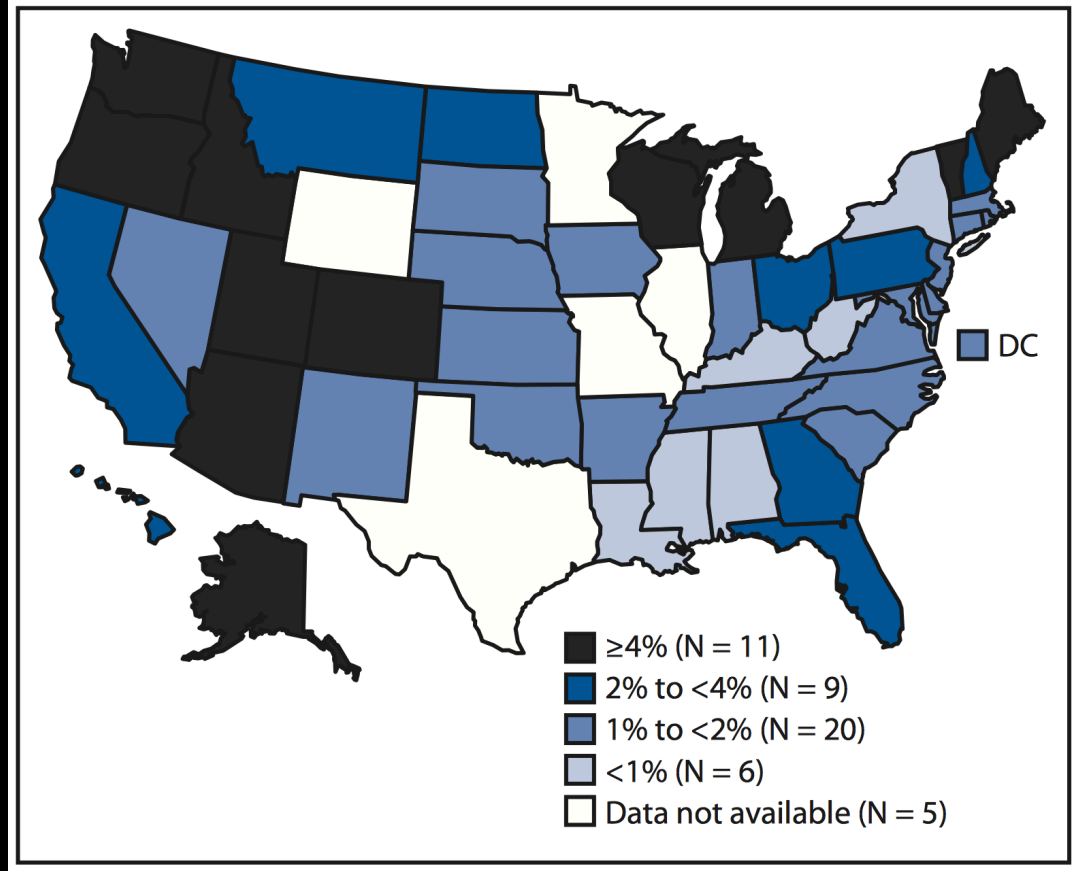 DC
≥4% (N = 11)
2% to <4% (N = 9)
1% to <2% (N = 20)
<1% (N = 6)
Data not available (N = 5)